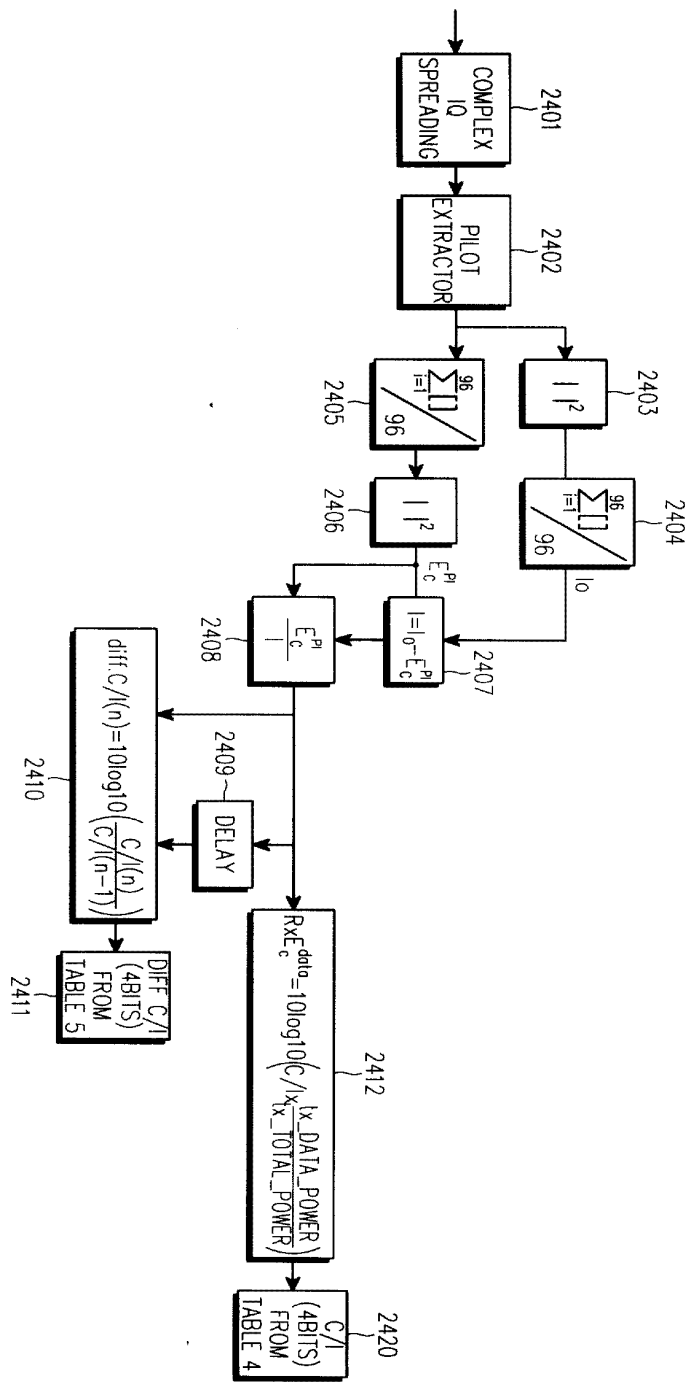 2401
COMPLEX
IQ
SPREADING
2402
PILOT
EXTRACTOR
2403
| |²
2404
96
Σ []
i=1
96
I₀
2405
96
Σ []
i=1
96
2406
| |²
E_c^PI
2407
I=I₀-E_c^PI
2408
E_c^PI
I
2409
DELAY
2410
diff.C/I(n)=10log10(C/I(n)/C/I(n-1))
2411
DIFF C/I
(4BITS)
FROM
TABLE 5
2412
RxE_c^data=10log10(C/Ix tx_DATA_POWER/tx_TOTAL_POWER)
2420
C/I
(4BITS)
FROM
TABLE 4